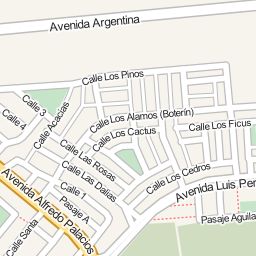 Avenida Argentina
Calle Los Pinos
Calle 3
Calle Acacias
Calle Los Alamos (Boterin)
Calle 4
Calle Los Cactus
Calle Los Ficus
Calle Las Rosas
Calle Los Cedros
Avenida Luis Per
Calle Las Dalias
Calle 1
Pasaje A
Avenida Alfredo Palacios
Pasaje Aguila
Calle Santa